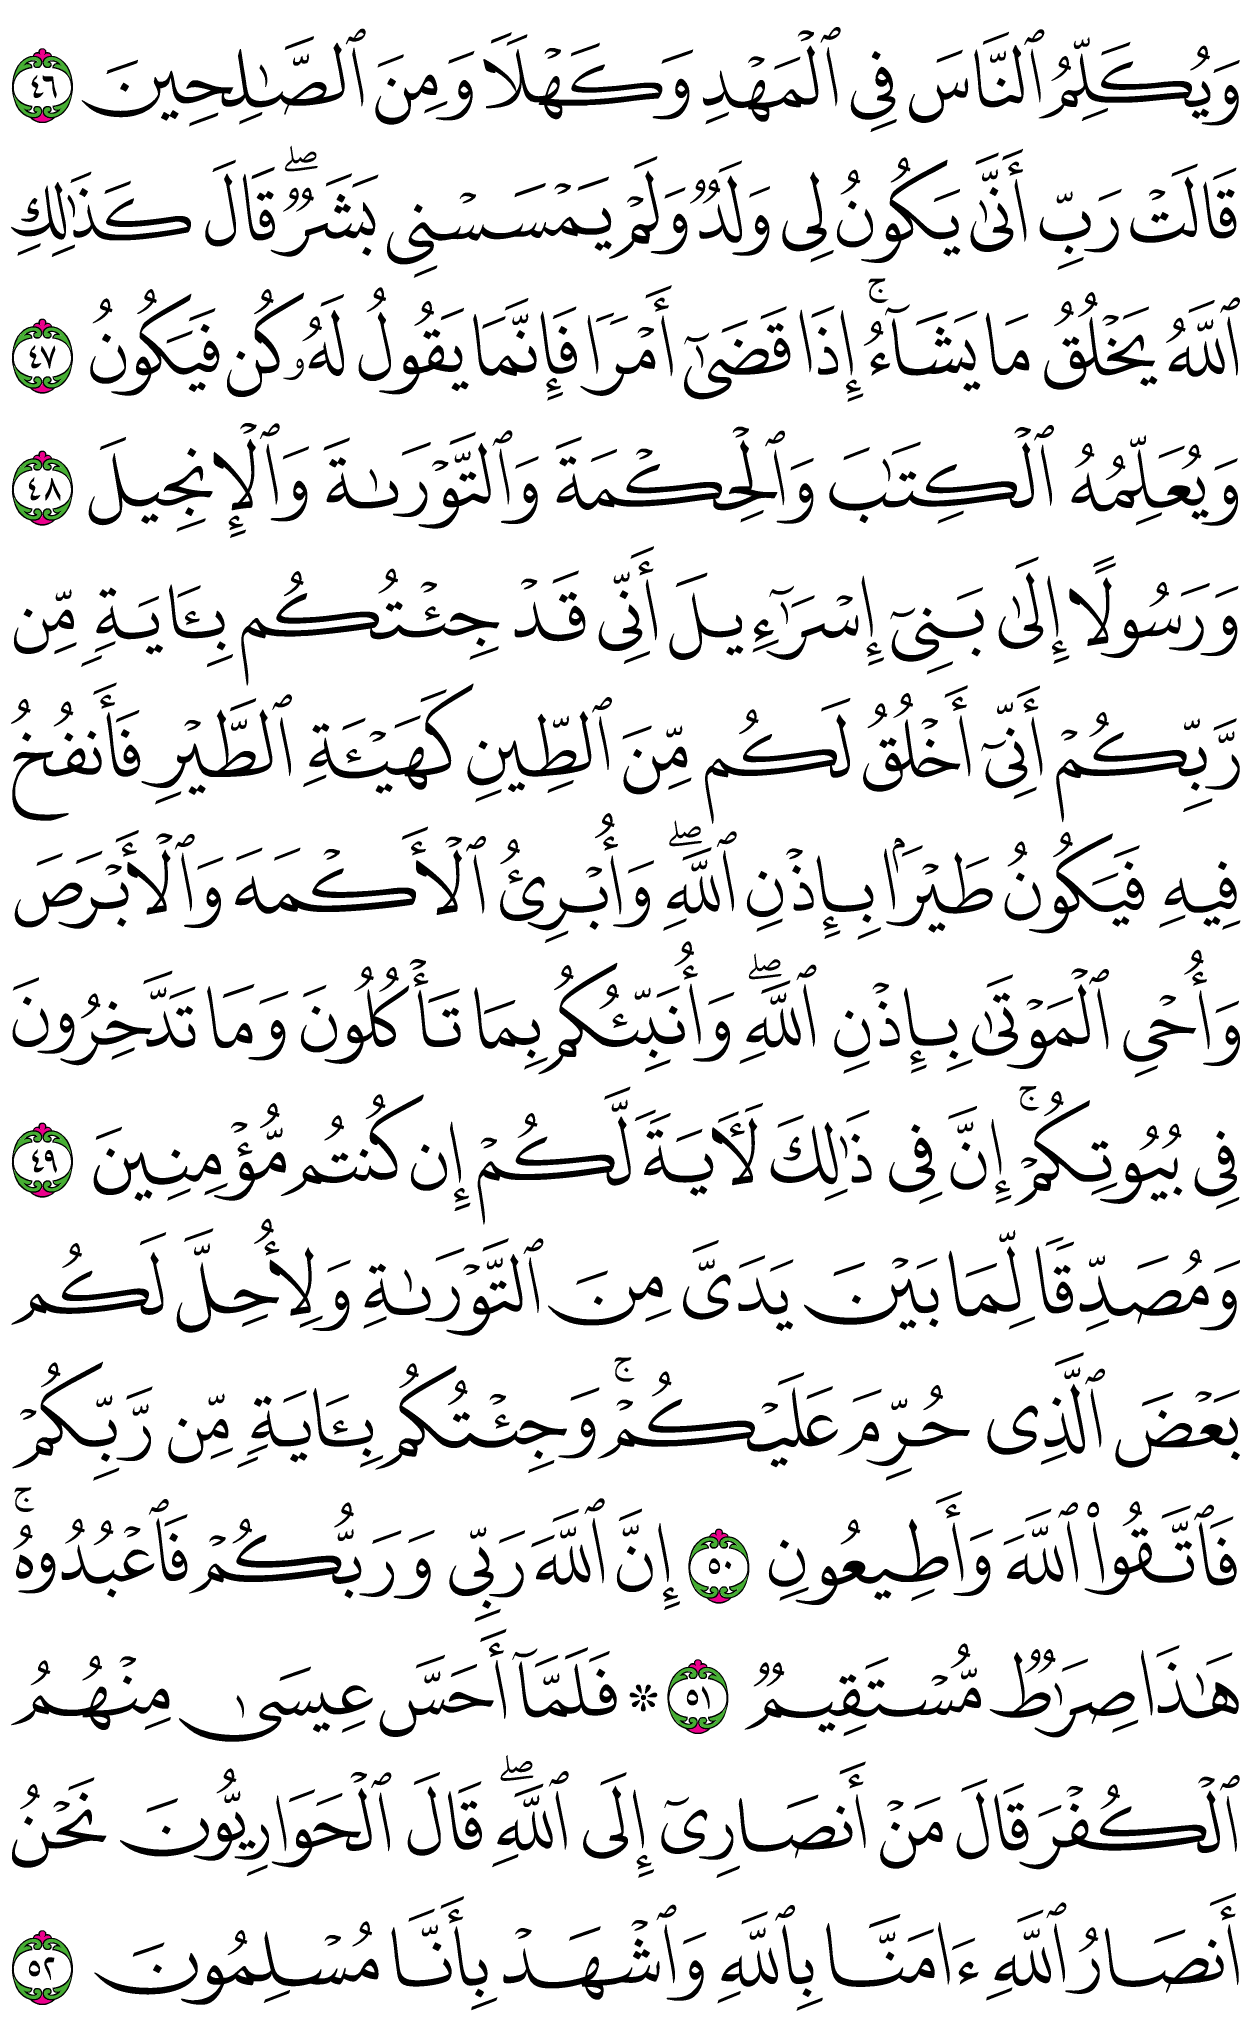 وَيُكَلِّمُ ٱلنَّاسَ فِى ٱلۡمَهۡدِ وَكَهۡلٗا وَمِنَ ٱلصَّـٰلِحِينَ ٤٦
قَالَتۡ رَبِّ أَنَّىٰ يَكُونُ لِى وَلَدٞ وَلَمۡ يَمۡسَسۡنِى بَشَرٞۖ قَالَ كَذَٰلِكِ
ٱللَّهُ يَخۡلُقُ مَا يَشَآءُۚ إِذَا قَضَىٰٓ أَمۡرٗا فَإِنَّمَا يَقُولُ لَهُۥ كُن فَيَكُونُ ٤٧
وَيُعَلِّمُهُ ٱلۡكِتَـٰبَ وَٱلۡحِكۡمَةَ وَٱلتَّوۡرَىٰةَ وَٱلۡإِنجِيلَ ٤٨
وَرَسُولًا إِلَىٰ بَنِىٓ إِسۡرَٰٓءِيلَ أَنِّى قَدۡ جِئۡتُكُم بِـَٔايَةٖ مِّن
رَّبِّكُمۡ أَنِّىٓ أَخۡلُقُ لَكُم مِّنَ ٱلطِّينِ كَهَيۡـَٔةِ ٱلطَّيۡرِ فَأَنفُخُ
فِيهِ فَيَكُونُ طَيۡرَۢا بِإِذۡنِ ٱللَّهِۖ وَأُبۡرِئُ ٱلۡأَكۡمَهَ وَٱلۡأَبۡرَصَ
وَأُحۡىِ ٱلۡمَوۡتَىٰ بِإِذۡنِ ٱللَّهِۖ وَأُنَبِّئُكُم بِمَا تَأۡكُلُونَ وَمَا تَدَّخِرُونَ
فِى بُيُوتِكُمۡۚ إِنَّ فِى ذَٰلِكَ لَأٓيَةٗ لَّكُمۡ إِن كُنتُم مُّؤۡمِنِينَ ٤٩
وَمُصَدِّقٗا لِّمَا بَيۡنَ يَدَىَّ مِنَ ٱلتَّوۡرَىٰةِ وَلِأُحِلَّ لَكُم
بَعۡضَ ٱلَّذِى حُرِّمَ عَلَيۡكُمۡۚ وَجِئۡتُكُم بِـَٔايَةٖ مِّن رَّبِّكُمۡ
فَٱتَّقُوا۟ ٱللَّهَ وَأَطِيعُونِ ٥٠ إِنَّ ٱللَّهَ رَبِّى وَرَبُّكُمۡ فَٱعۡبُدُوهُۚ
هَـٰذَا صِرَٰطٞ مُّسۡتَقِيمٞ ٥١ ۞ فَلَمَّآ أَحَسَّ عِيسَىٰ مِنۡهُمُ
ٱلۡكُفۡرَ قَالَ مَنۡ أَنصَارِىٓ إِلَى ٱللَّهِۖ قَالَ ٱلۡحَوَارِيُّونَ نَحۡنُ
أَنصَارُ ٱللَّهِ ءَامَنَّا بِٱللَّهِ وَٱشۡهَدۡ بِأَنَّا مُسۡلِمُونَ ٥٢